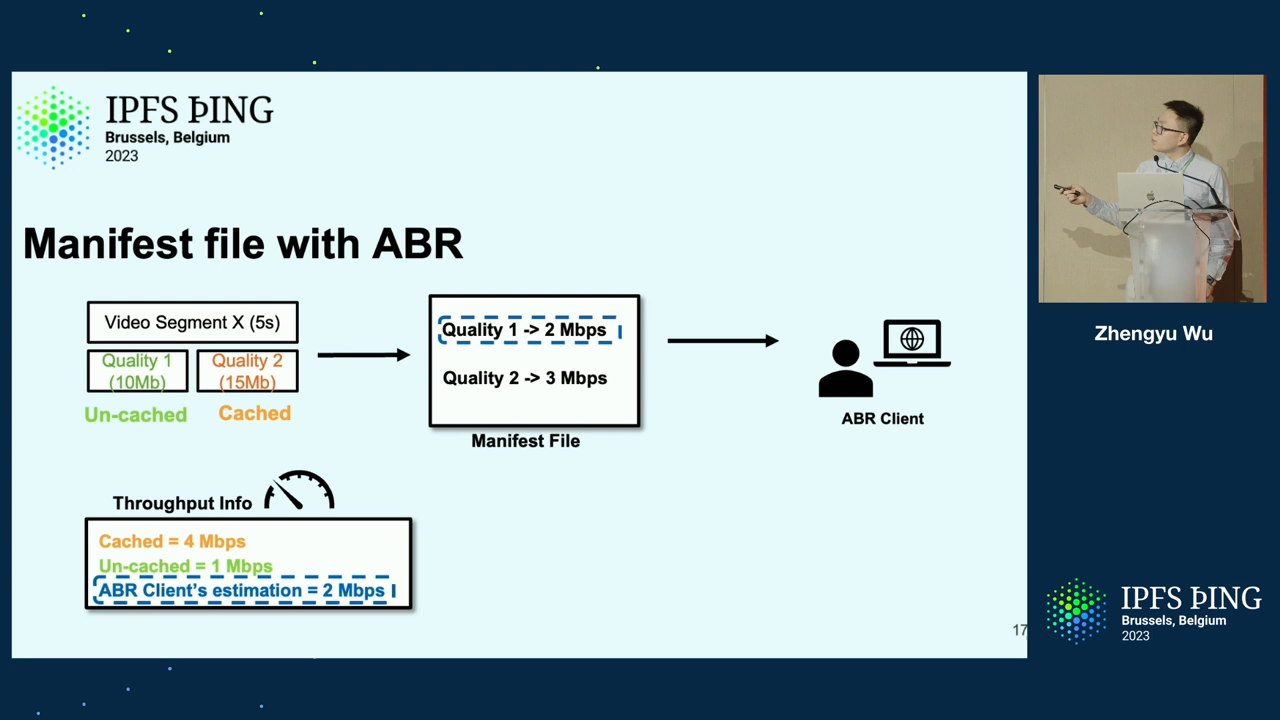 IPFS ÞING
Brussels, Belgium
2023
Manifest file with ABR
Video Segment X (5s)
Quality 1
(10Mb)
Quality 2
(15Mb)
Un-cached
Cached
Quality 1 -> 2 Mbps
Quality 2 -> 3 Mbps
Manifest File
ABR Client
Throughput Info
Cached = 4 Mbps
Un-cached = 1 Mbps
ABR Client's estimation = 2 Mbps
17
Zhengyu Wu
IPFS ÞING
Brussels, Belgium
2023